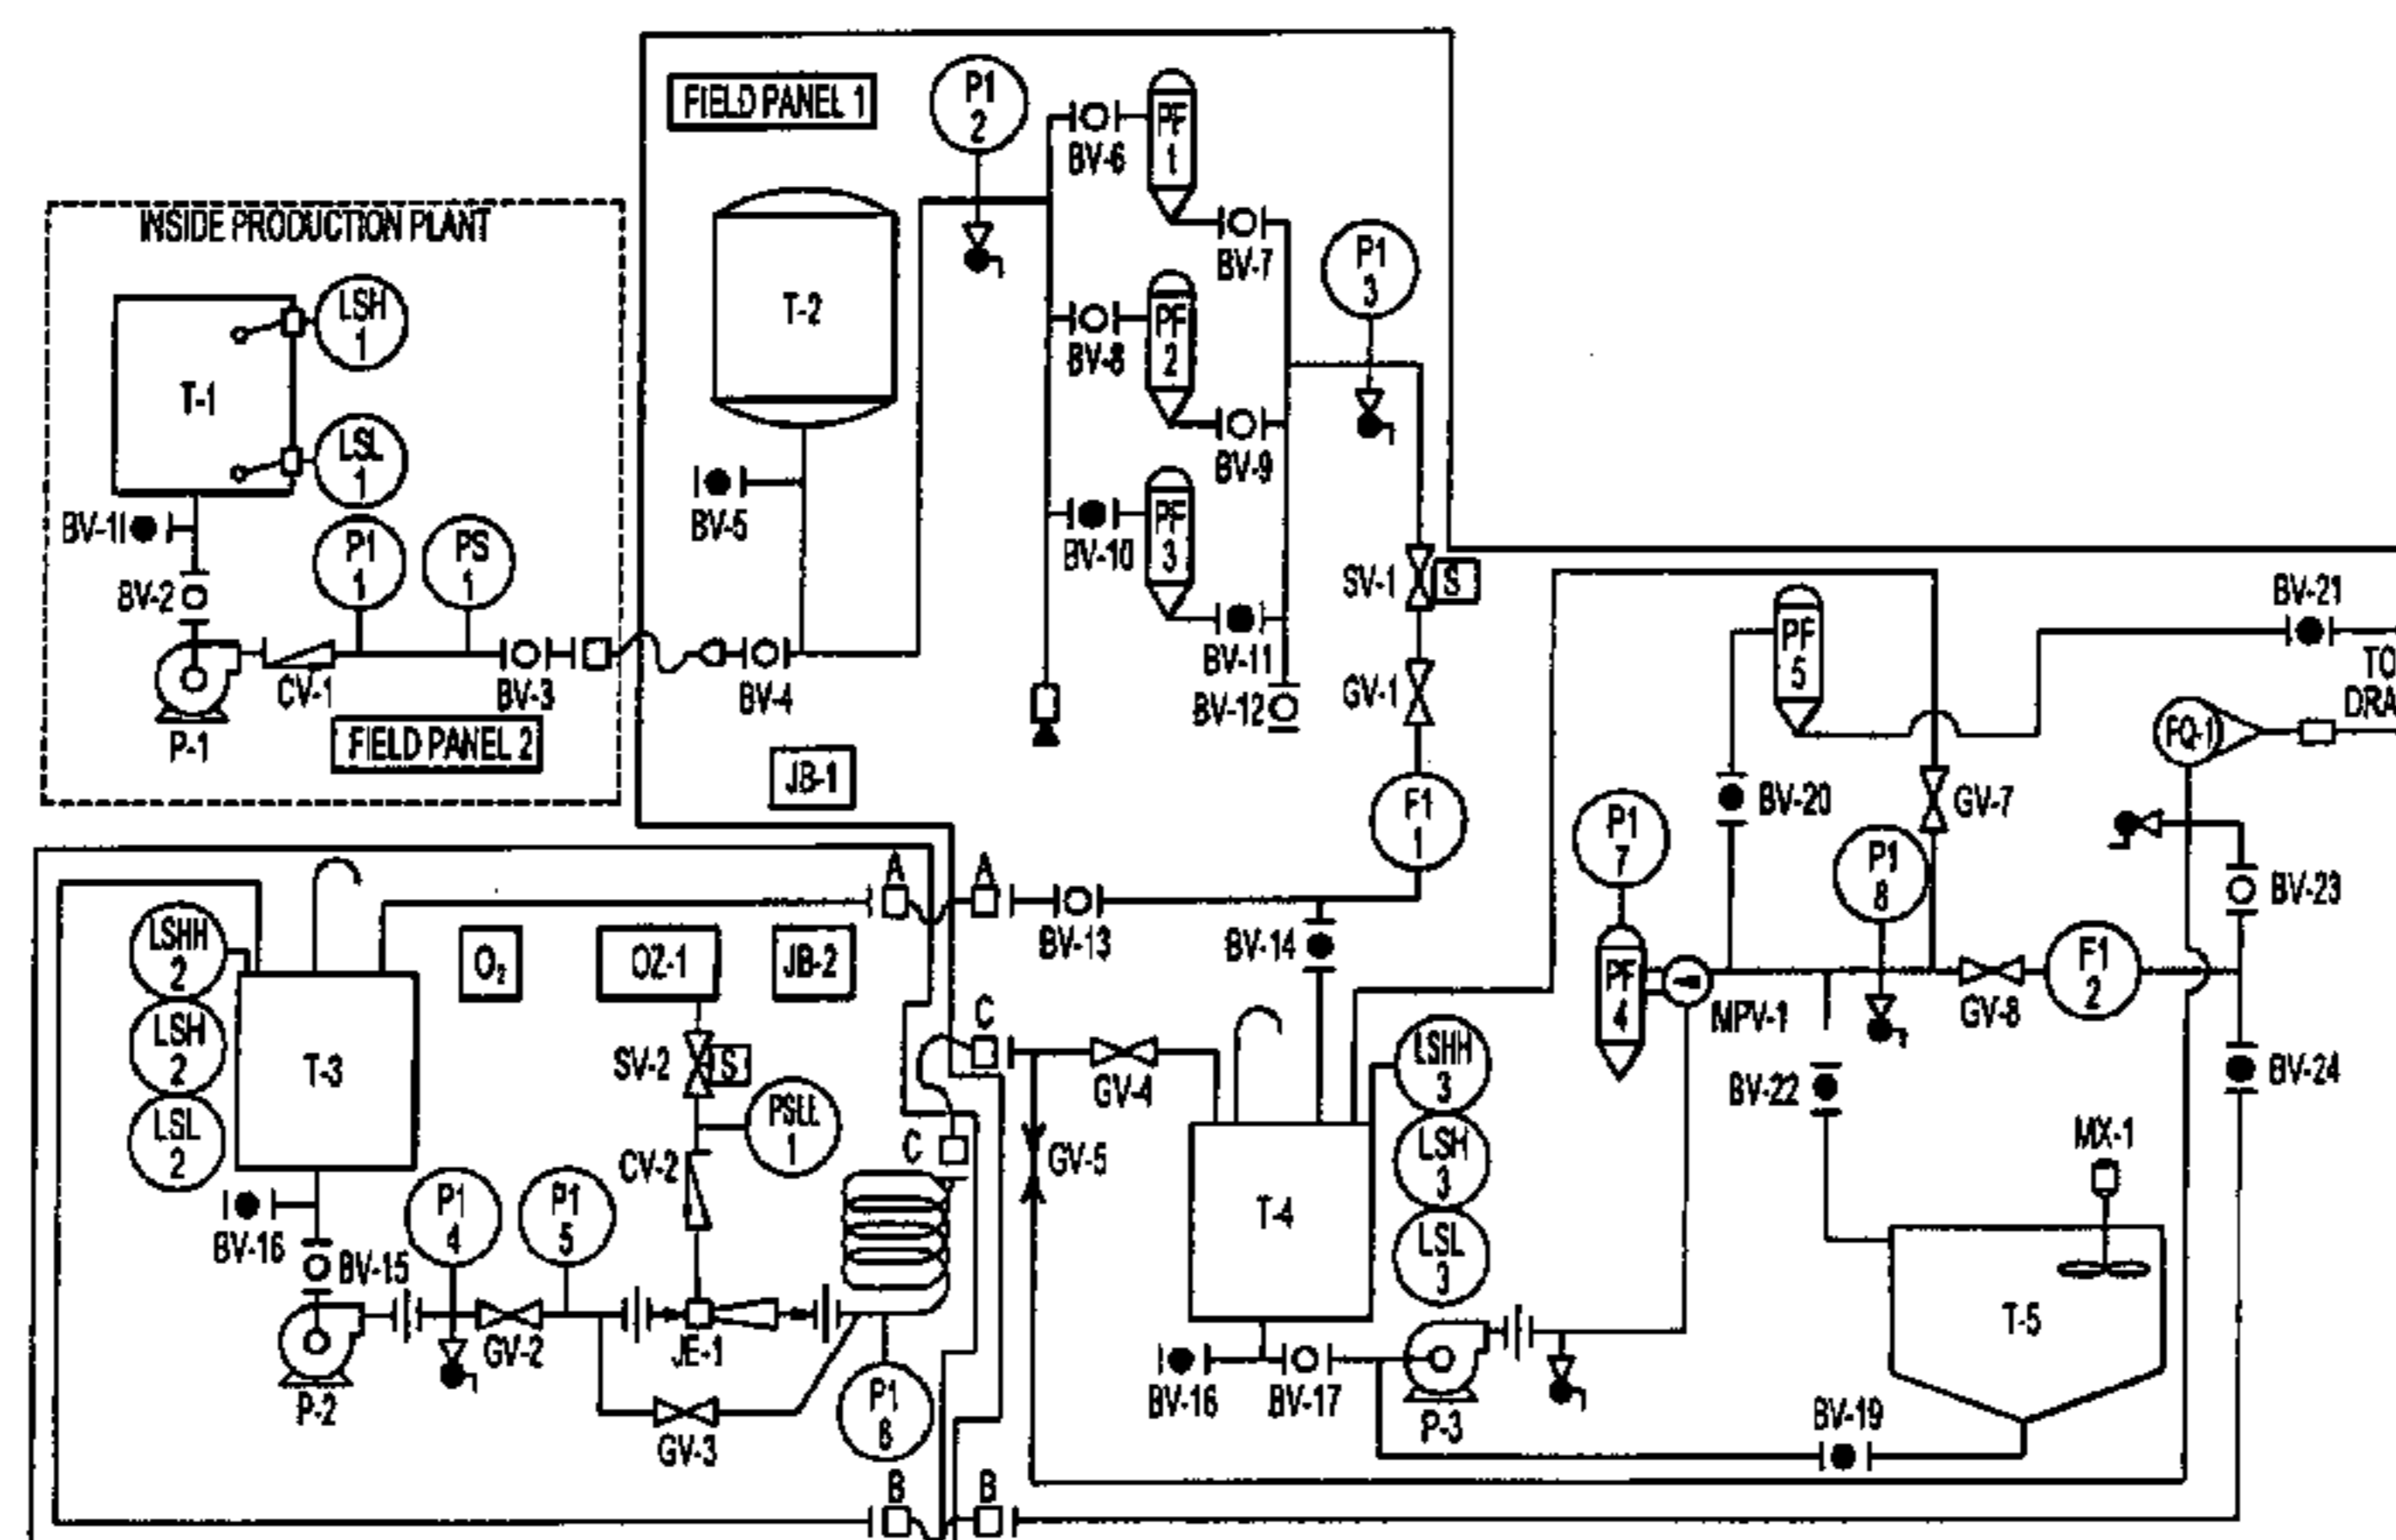 FIELD PANEL 1
P1
2
BV-6
PF
1
BV-7
P1
3
INSIDE PRODUCTION PLANT
LSH
1
T-1
LSL
1
BV-1
BV-2
P1
1
PS
1
P-1
CV-1
BV-3
FIELD PANEL 2
T-2
BV-5
BV-4
BV-8
PF
2
BV-9
BV-10
PF
3
BV-11
BV-12
SV-1
S
GV-1
F1
1
JB-1
PF
5
BV-21
TO
DRA
FQ-1
BV-20
GV-7
P1
7
P1
8
BV-23
PF
4
MPV-1
GV-8
F1
2
BV-22
BV-24
MX-1
T-5
BV-19
A
A
BV-13
BV-14
LSHH
2
LSH
2
LSL
2
T-3
O2
OZ-1
JB-2
SV-2
S
PSLL
1
CV-2
C
C
GV-4
GV-5
LSHH
3
LSH
3
LSL
3
T-4
BV-16
BV-15
P1
4
P1
5
P-2
GV-2
JE-1
GV-3
P1
6
BV-16
BV-17
P-3
B
B